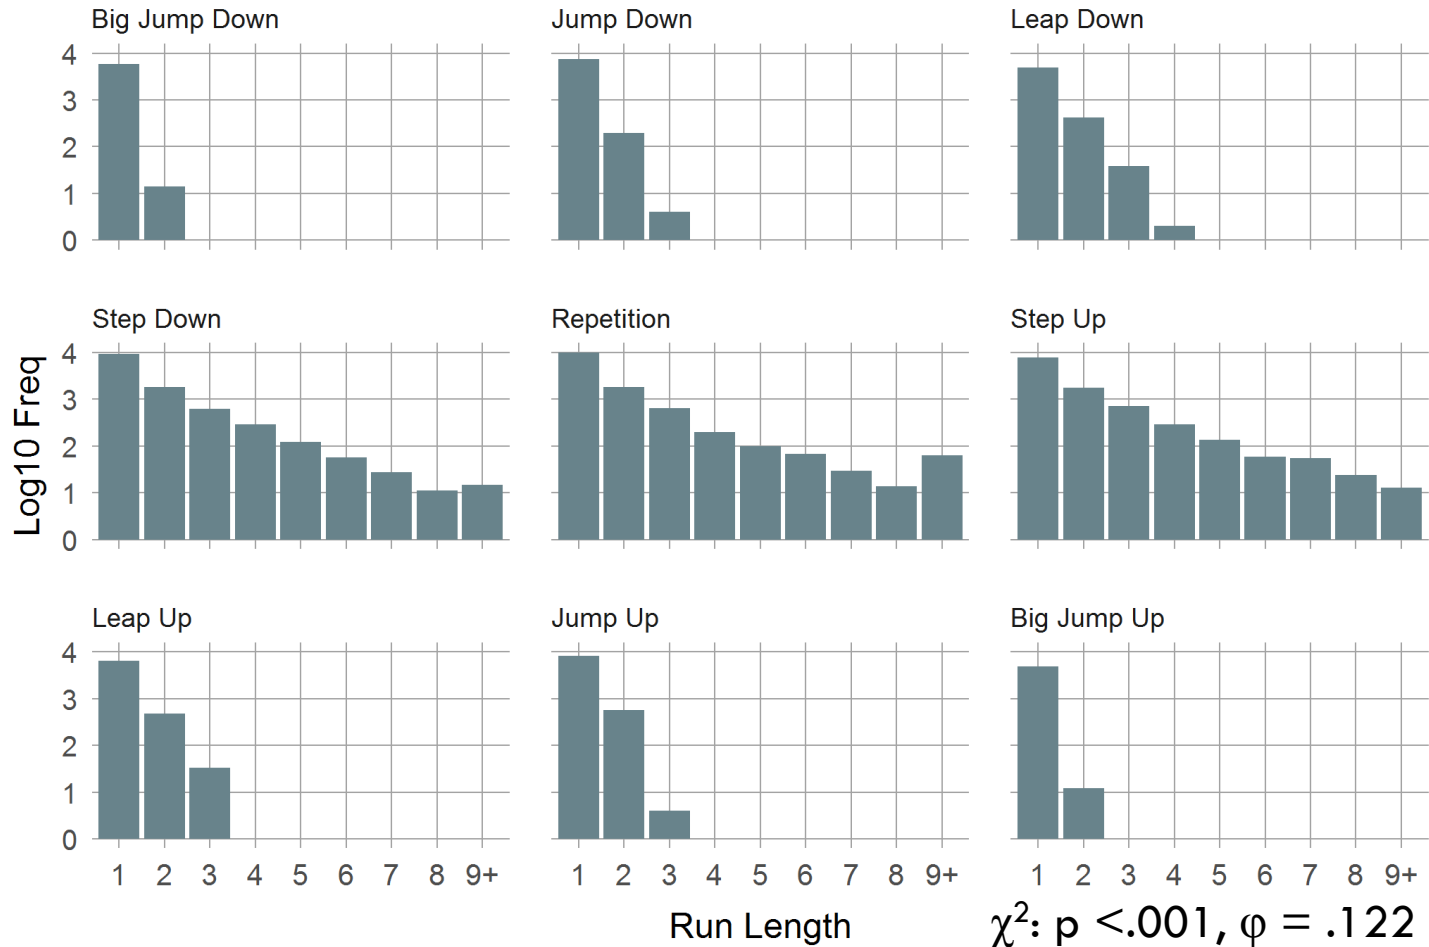 Big Jump Down
Jump Down
Leap Down
4
3
2
1
0
Step Down
Repetition
Step Up
Log10 Freq
4
3
2
1
0
Leap Up
Jump Up
Big Jump Up
4
3
2
1
0
1 2 3 4 5 6 7 8 9+
1 2 3 4 5 6 7 8 9+
1 2 3 4 5 6 7 8 9+
Run Length
χ²: p <.001, φ = .122